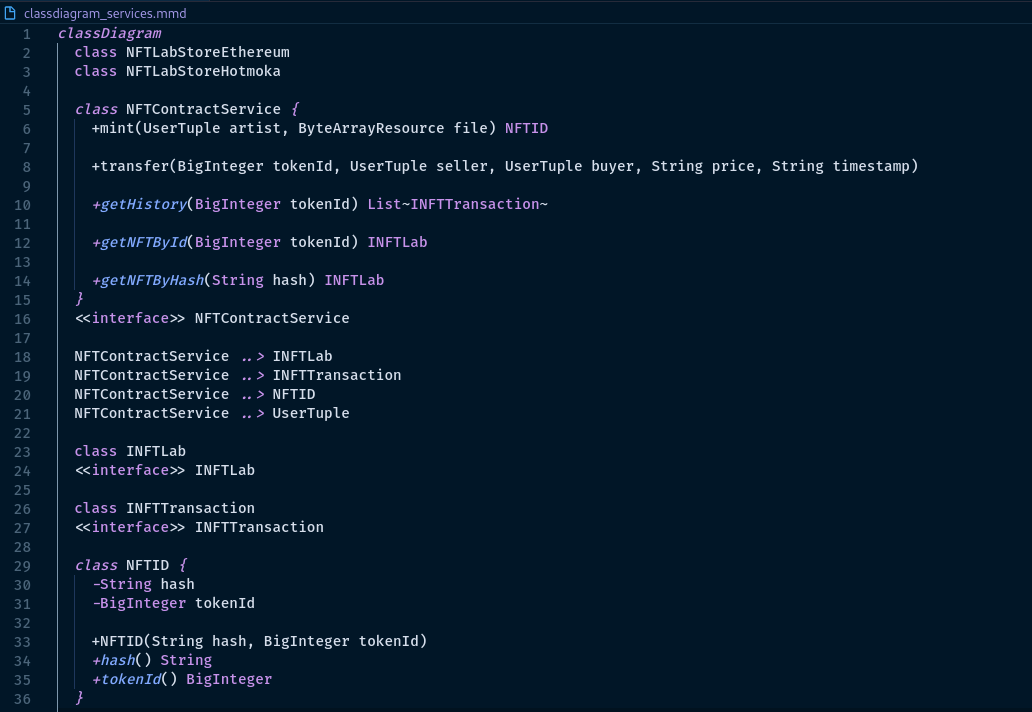 classdiagram_services.mmd
1 classDiagram
2 class NFTLabStoreEthereum
3 class NFTLabStoreHotmoka
4
5 class NFTContractService {
6 +mint(UserTuple artist, ByteArrayResource file) NFTID
7
8 +transfer(BigInteger tokenId, UserTuple seller, UserTuple buyer, String price, String timestamp)
9
10 +getHistory(BigInteger tokenId) List~INFTTransaction~
11
12 +getNFTById(BigInteger tokenId) INFTLab
13
14 +getNFTByHash(String hash) INFTLab
15 }
16 <<interface>> NFTContractService
17
18 NFTContractService ..> INFTLab
19 NFTContractService ..> INFTTransaction
20 NFTContractService ..> NFTID
21 NFTContractService ..> UserTuple
22
23 class INFTLab
24 <<interface>> INFTLab
25
26 class INFTTransaction
27 <<interface>> INFTTransaction
28
29 class NFTID {
30 -String hash
31 -BigInteger tokenId
32
33 +NFTID(String hash, BigInteger tokenId)
34 +hash() String
35 +tokenId() BigInteger
36 }